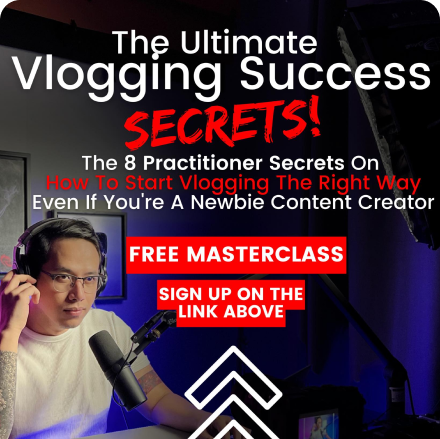 The Ultimate
Vlogging Success
SECRETS!
The 8 Practitioner Secrets On
How To Start Vlogging The Right Way
Even If You're A Newbie Content Creator
FREE MASTERCLASS
SIGN UP ON THE
LINK ABOVE